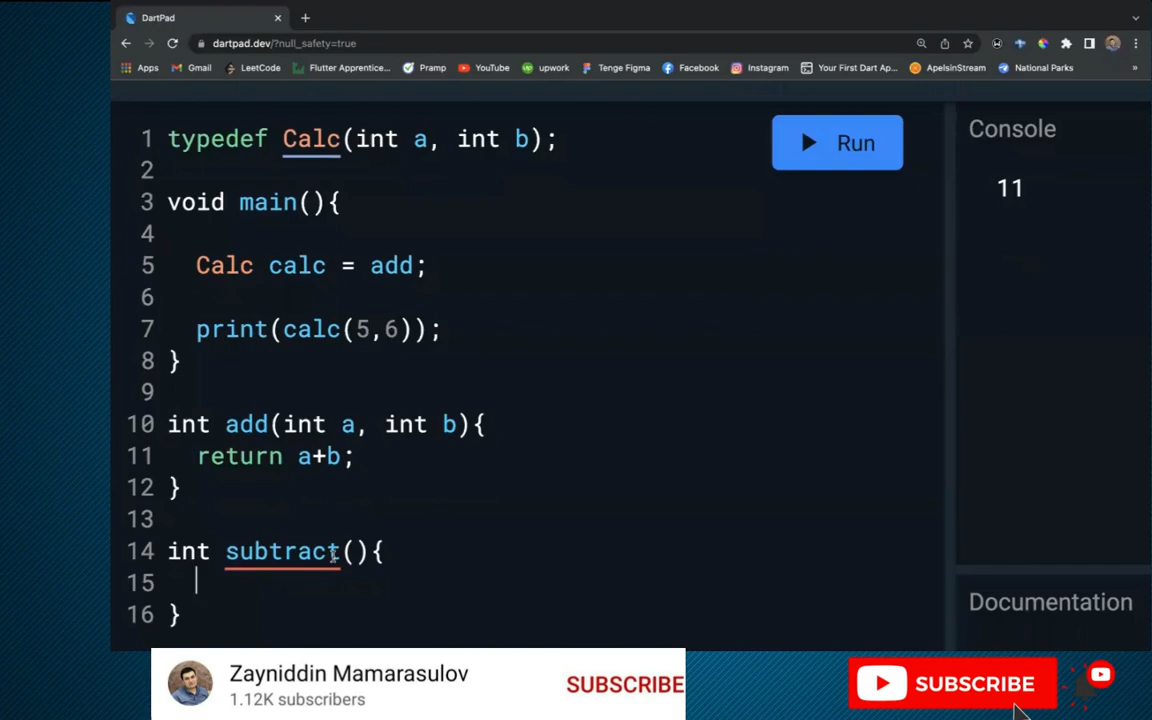 DartPad
dartpad.dev/?null_safety=true
Apps Gmail LeetCode Flutter Apprentice... Pramp YouTube upwork Tenge Figma Facebook Instagram Your First Dart Ap... ApelsinStream National Parks
1 typedef Calc(int a, int b);
2
3 void main(){
4
5 Calc calc = add;
6
7 print(calc(5,6));
8 }
9
10 int add(int a, int b){
11 return a+b;
12 }
13
14 int subtract(){
15
16 }
Run
Console
11
Documentation
Zayniddin Mamarasulov
1.12K subscribers
SUBSCRIBE
SUBSCRIBE